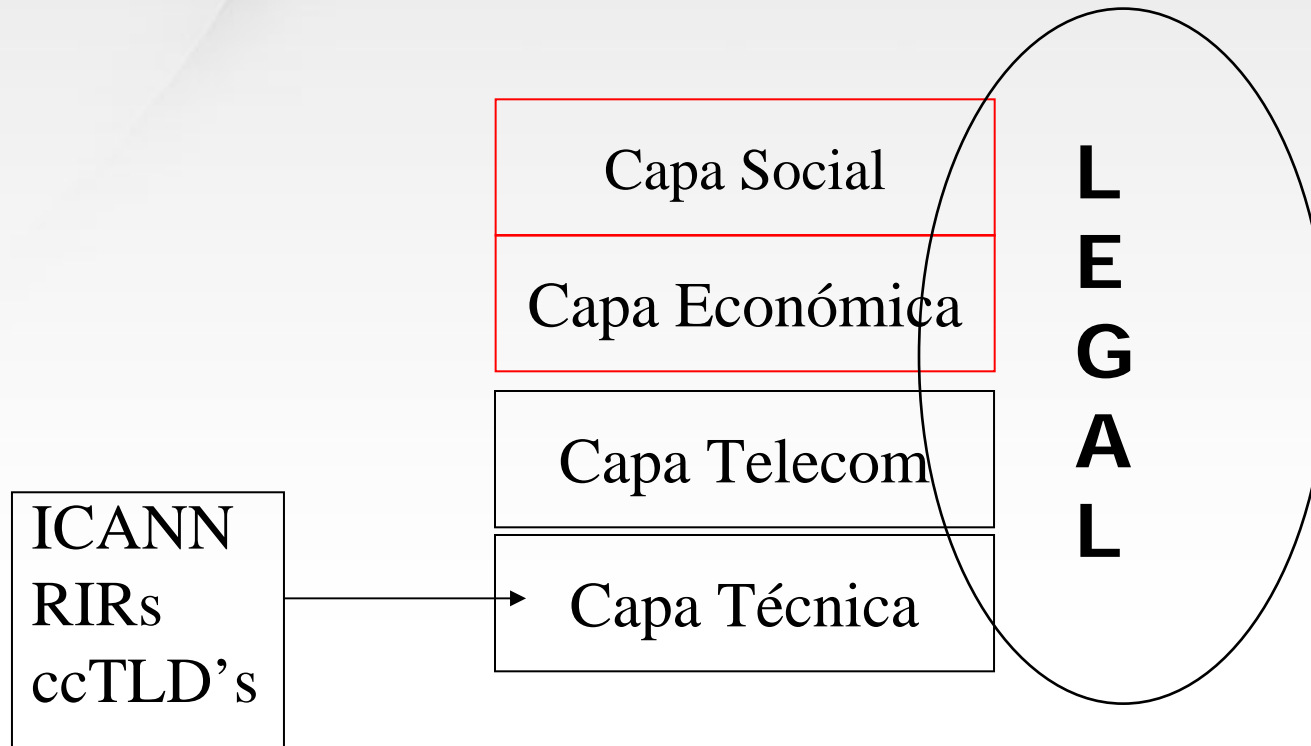 Capa Social
Capa Económica
Capa Telecom
Capa Técnica
ICANN
RIRs
ccTLD’s
L
E
G
A
L